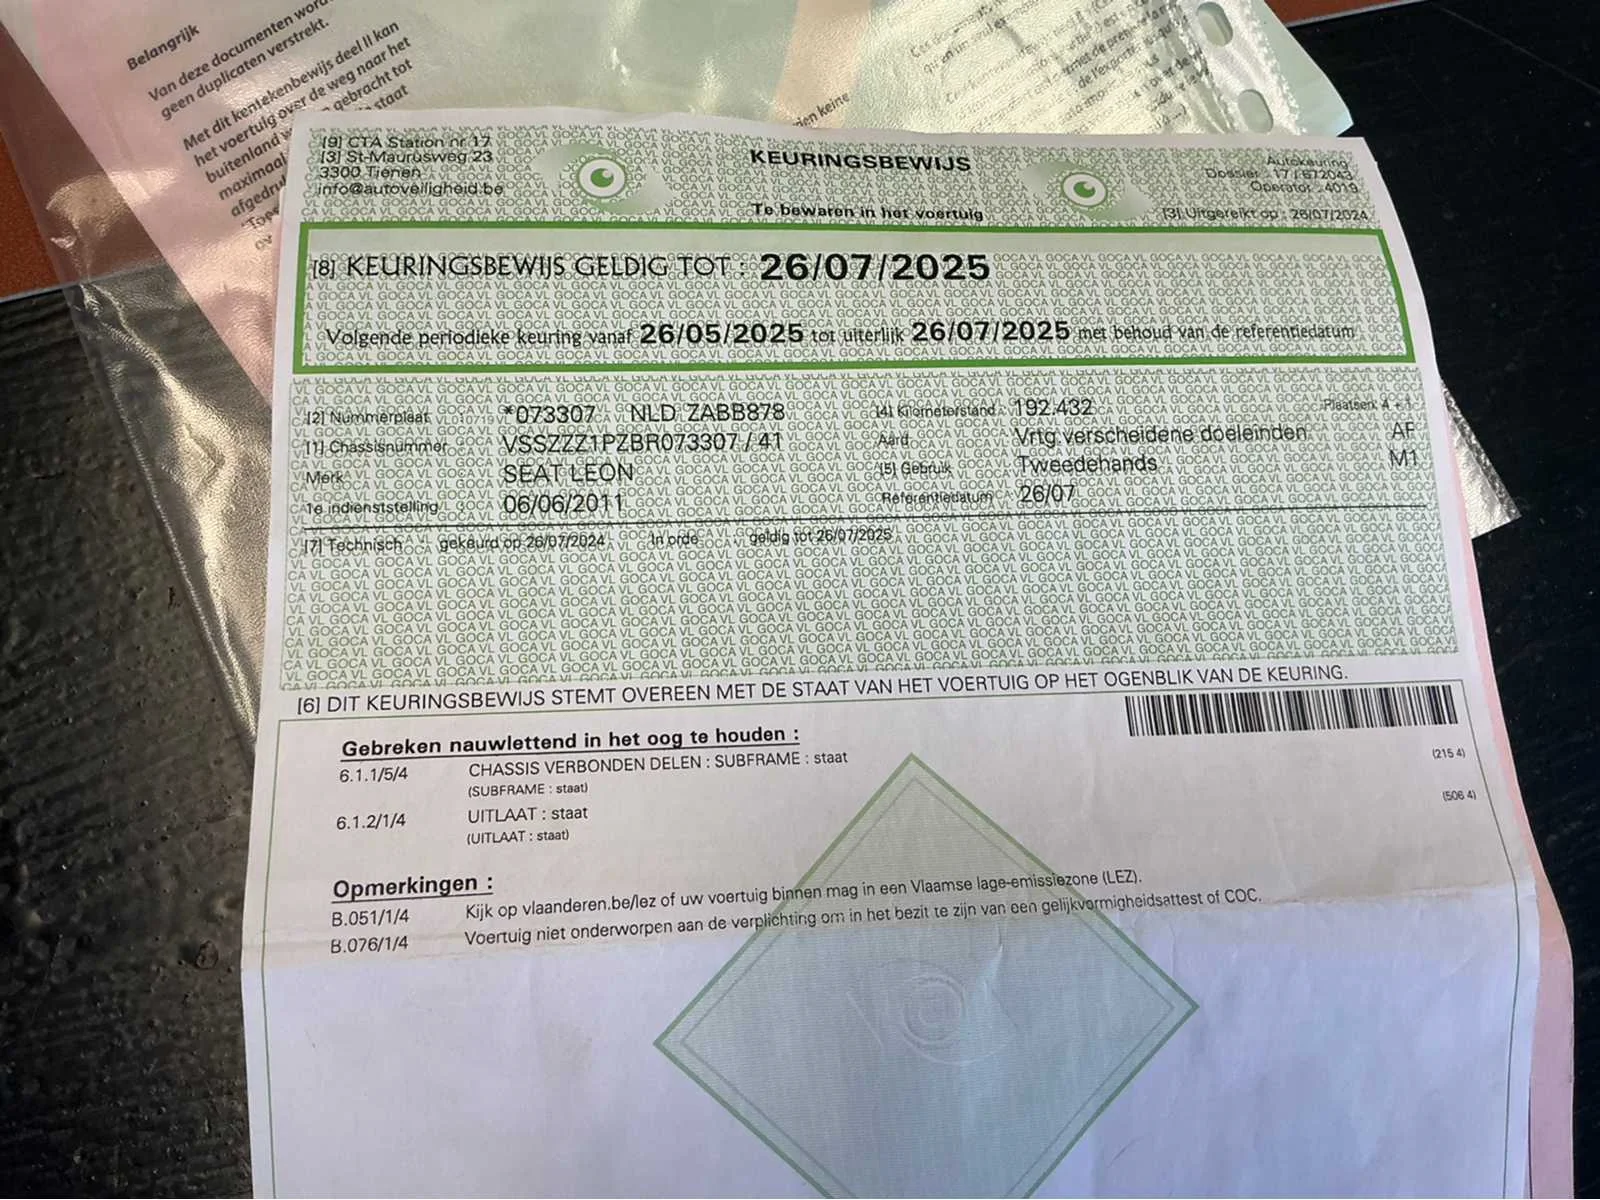 Belangrijk
Van deze documenten word
geen duplicaten verstrekt.
Met dit kentekenbewijs deel II kan
het voertuig over de weg naar het
buitenland gebracht tot
maximaal staat
afgedru
Ces
keine
[9] CTA Station nr 17
[3] St-Maurusweg 23
3300 Tienen
info@autoveiligheid.be
KEURINGSBEWIJS
Te bewaren in het voertuig
Autokeuring
Dossier : 17 / 872043
Operator : 4019
[3] Uitgereikt op : 26/07/2024
[8] KEURINGSBEWIJS GELDIG TOT : 26/07/2025
Volgende periodieke keuring vanaf 26/05/2025 tot uiterlijk 26/07/2025 met behoud van de referentiedatum
[2] Nummerplaat *073307 NLD ZABB878 [4] Kilometerstand : 192.432 Plaatsen: 4 + 1
[1] Chassisnummer VSSZZZ1PZBR073307 / 41 Aard Vrtg.verscheidene doeleinden AF
Merk SEAT LEON [5] Gebruik Tweedehands M1
1e indienststelling 06/06/2011 Referentiedatum 26/07
[7] Technisch gekeurd op 26/07/2024 In orde geldig tot 26/07/2025
[6] DIT KEURINGSBEWIJS STEMT OVEREEN MET DE STAAT VAN HET VOERTUIG OP HET OGENBLIK VAN DE KEURING.
Gebreken nauwlettend in het oog te houden :
6.1.1/5/4 CHASSIS VERBONDEN DELEN : SUBFRAME : staat (215 4)
(SUBFRAME : staat)
6.1.2/1/4 UITLAAT : staat (506 4)
(UITLAAT : staat)
Opmerkingen :
B.051/1/4 Kijk op vlaanderen.be/lez of uw voertuig binnen mag in een Vlaamse lage-emissiezone (LEZ).
B.076/1/4 Voertuig niet onderworpen aan de verplichting om in het bezit te zijn van een gelijkvormigheidsattest of COC.